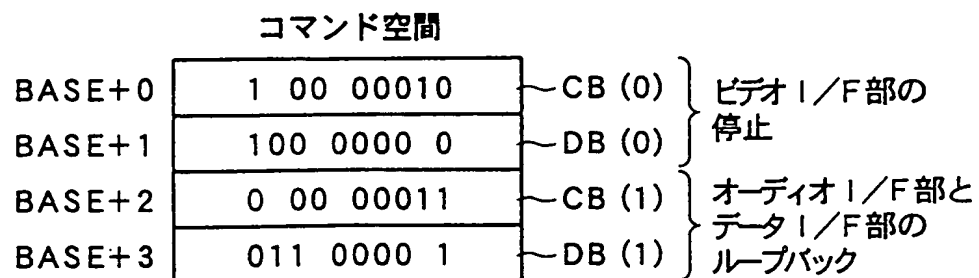 コマンド空間
BASE+0 1 00 00010 CB (0)
BASE+1 100 0000 0 DB (0)
ビデオI/F部の
停止
BASE+2 0 00 00011 CB (1)
BASE+3 011 0000 1 DB (1)
オーディオI/F部と
データI/F部の
ループバック